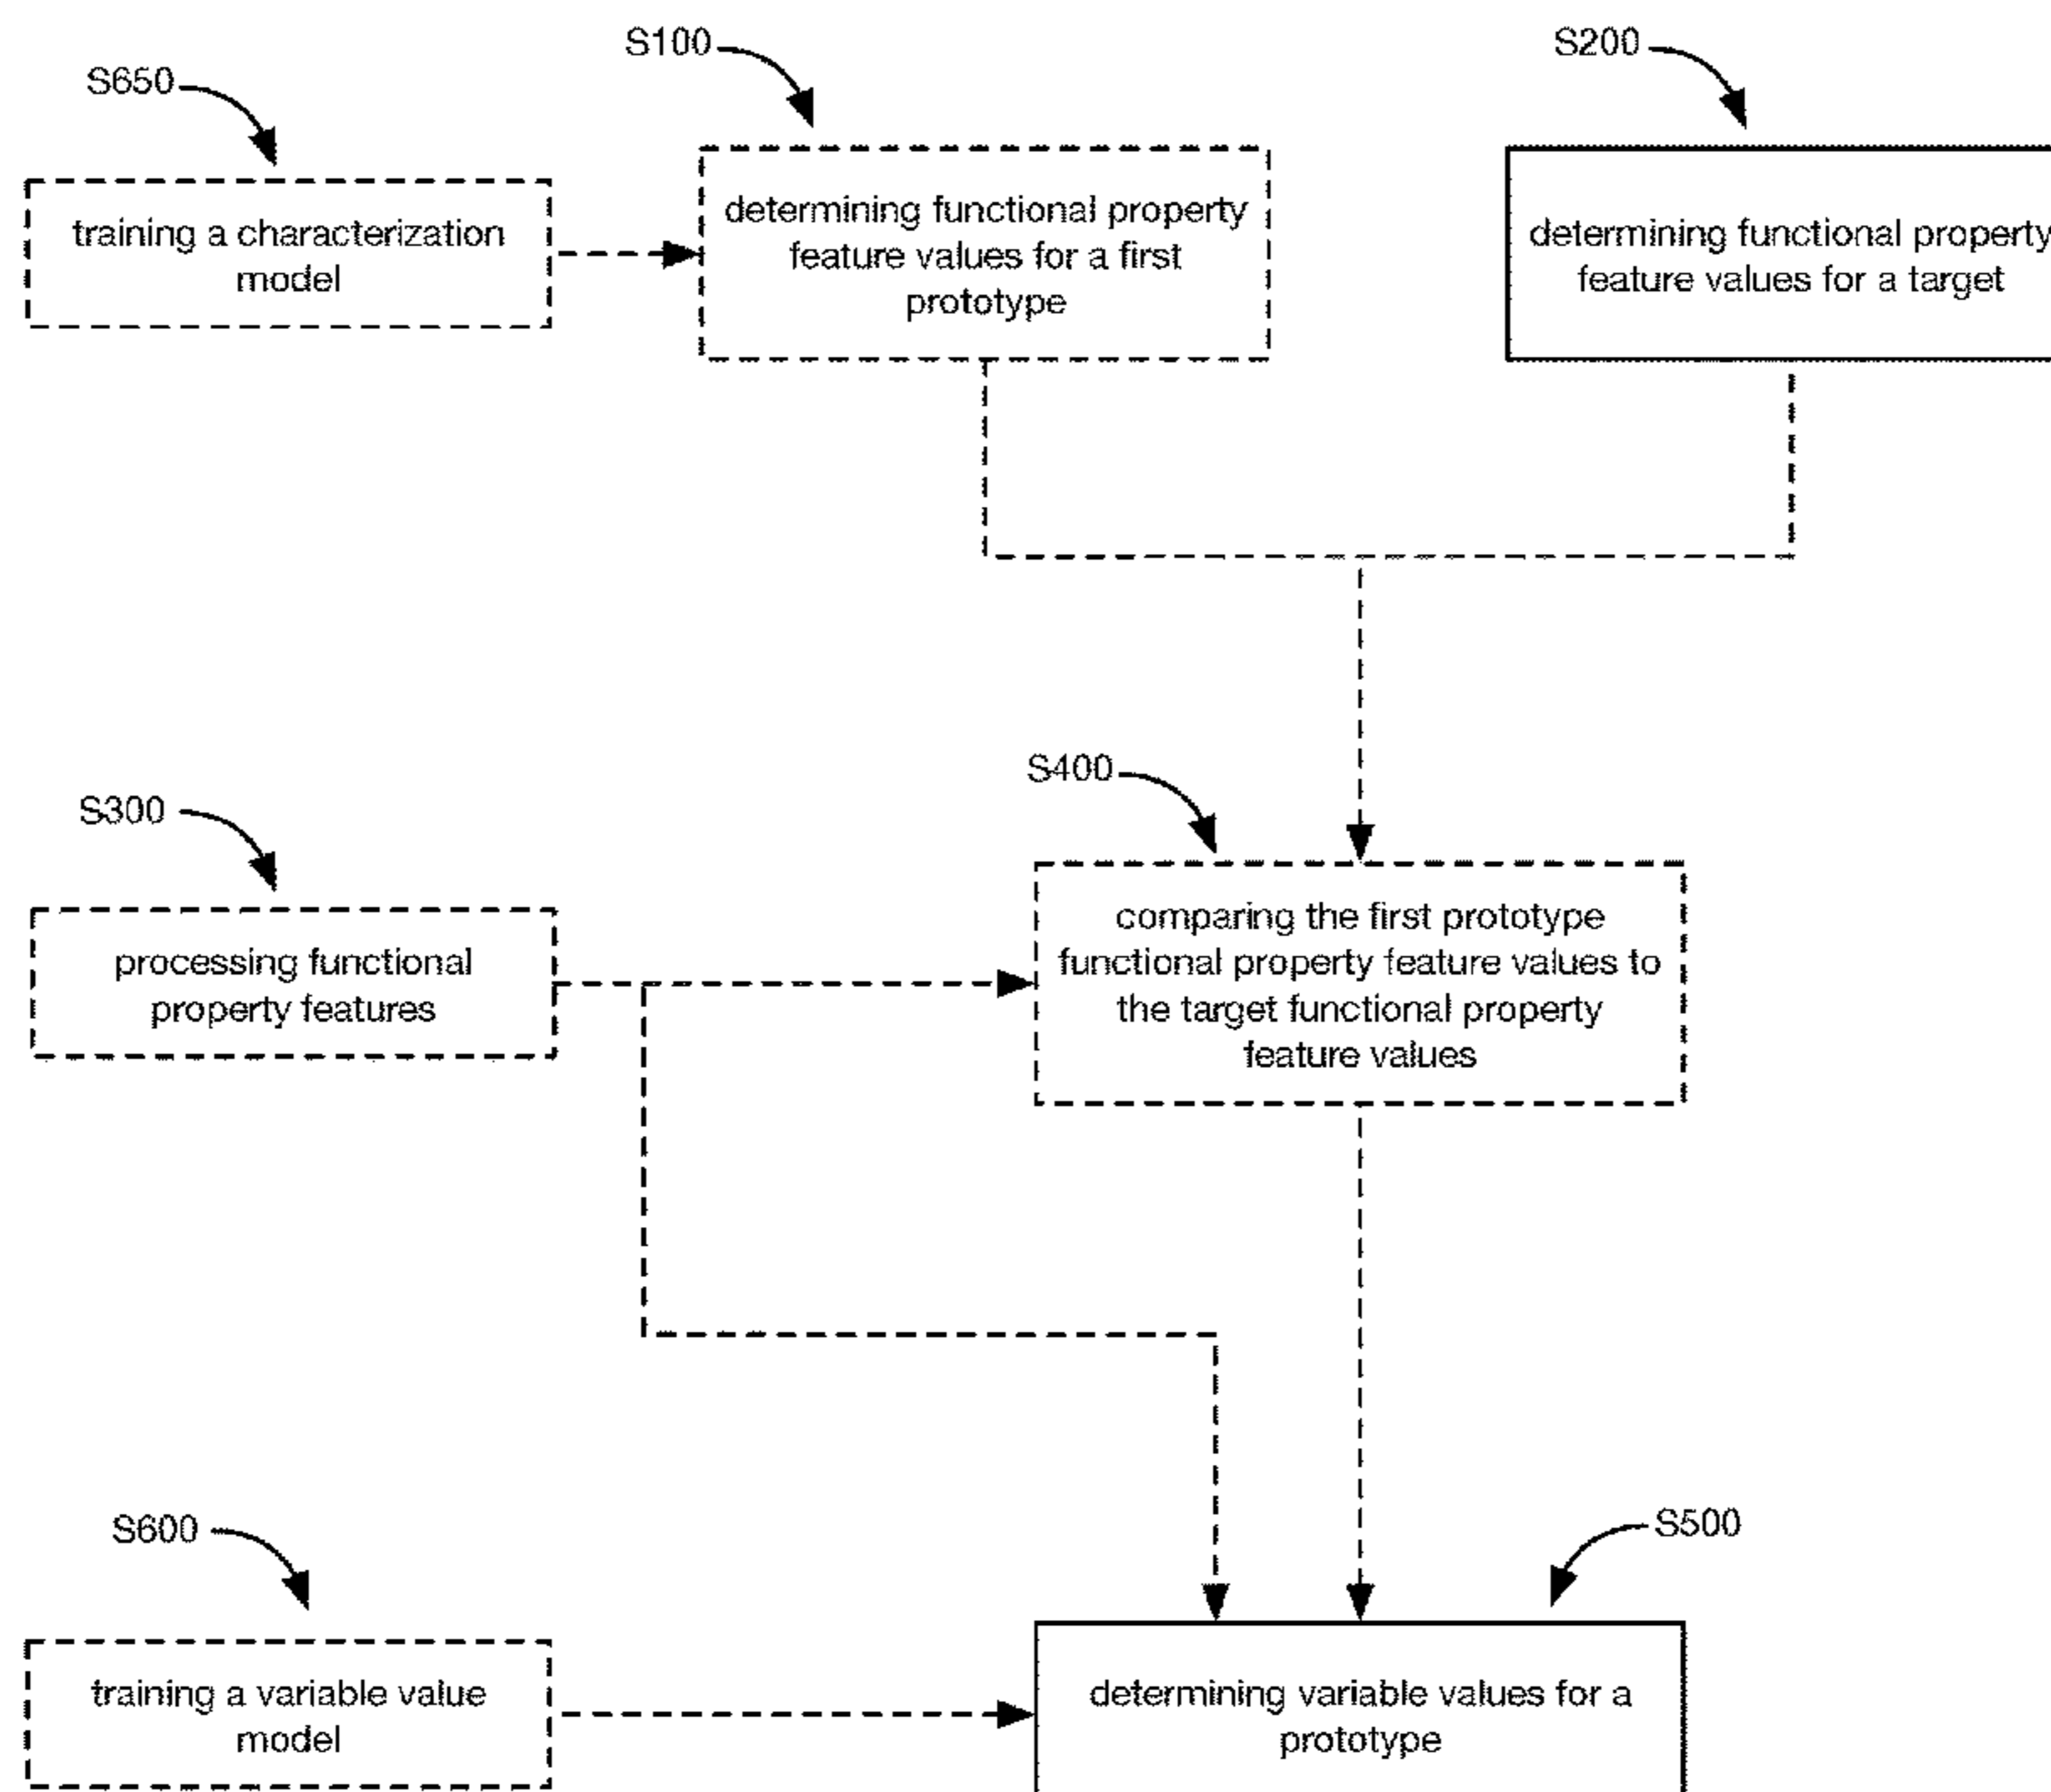 S650
training a characterization
model
S100
determining functional property
feature values for a first
prototype
S200
determining functional property
feature values for a target
S300
processing functional
property features
S400
comparing the first prototype
functional property feature values to
the target functional property
feature values
S600
training a variable value
model
S500
determining variable values for a
prototype